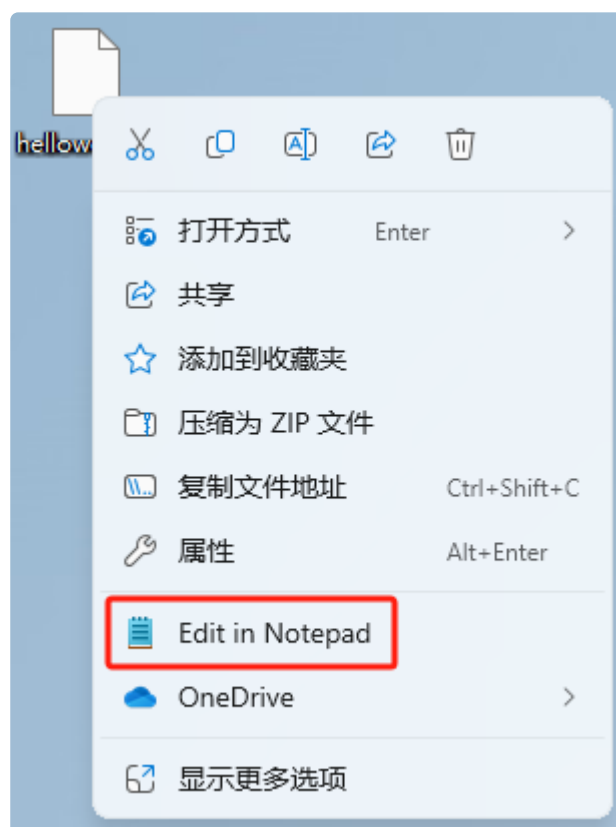 hellow
打开方式 Enter
共享
添加到收藏夹
压缩为 ZIP 文件
复制文件地址 Ctrl+Shift+C
属性 Alt+Enter
Edit in Notepad
OneDrive
显示更多选项